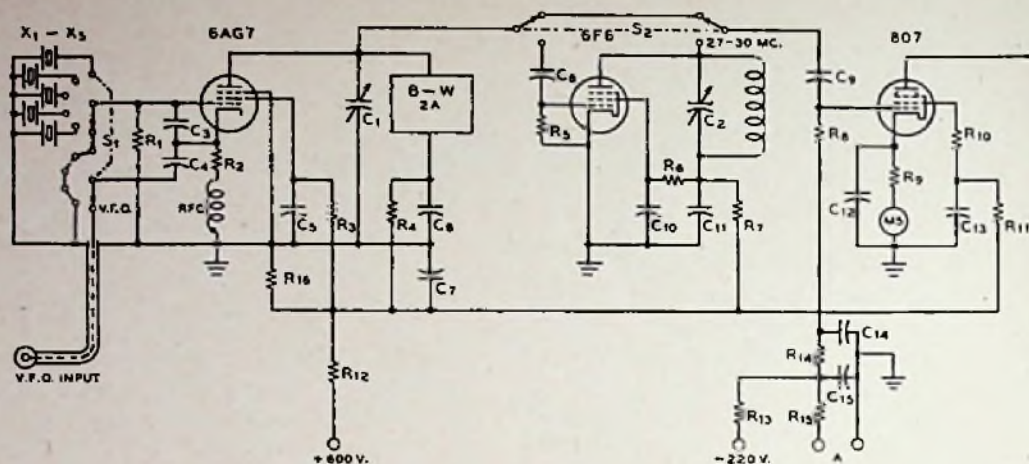 X1 – X5
6AG7
S2
6F6
27-30 MC.
807
B – W
2A
C1
C8
R5
C2
C9
R8
R10
S1
R1
C3
C4
R2
RFC
V.F.O.
C5
R3
R4
C6
C10
R6
C11
R7
C12
R9
M5
C13
R11
R16
C7
V.F.O. INPUT
R12
C14
R14
C15
R13
R15
+600 V.
–220 V.
A